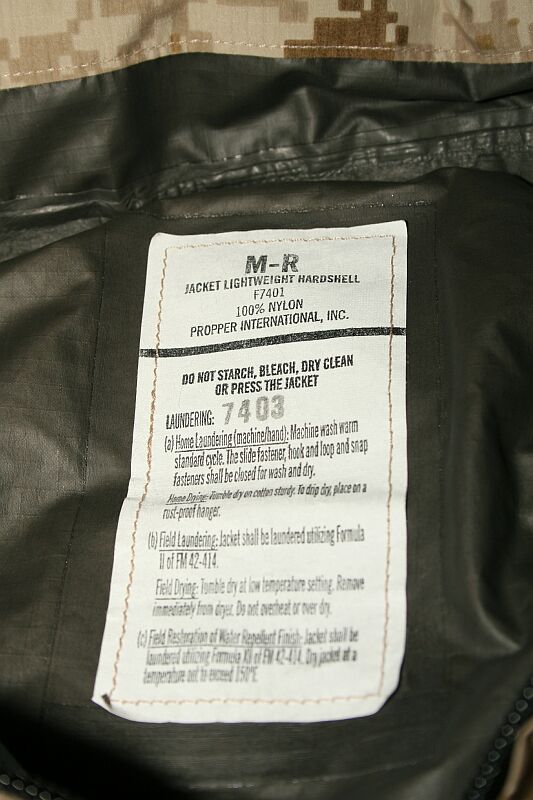 M-R
JACKET LIGHTWEIGHT HARDSHELL
F7401
100% NYLON
PROPPER INTERNATIONAL, INC.
DO NOT STARCH, BLEACH, DRY CLEAN
OR PRESS THE JACKET
LAUNDERING: 7403
(a) Home Laundering (machine/hand): Machine wash warm
standard cycle. The slide fastener, hook and loop and snap
fasteners shall be closed for wash and dry.
Home Drying: Tumble dry on cotton sturdy. To drip dry, place on a
rust-proof hanger.
(b) Field Laundering: Jacket shall be laundered utilizing Formula
II of FM 42-414.
Field Drying: Tumble dry at low temperature setting. Remove
immediately from dryer. Do not overheat or over dry.
(c) Field Restoration of Water Repellent Finish: Jacket shall be
laundered utilizing Formula XII of FM 42-414. Dry jacket at a
temperature not to exceed 150°F